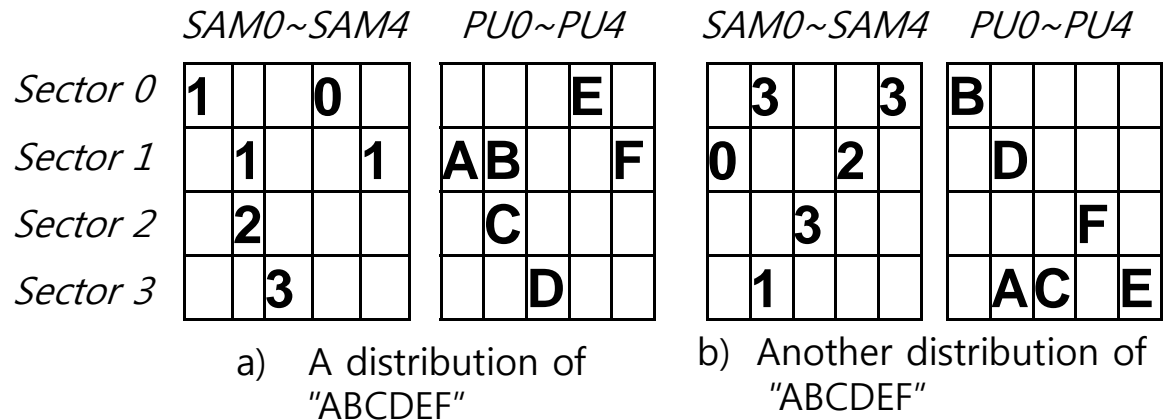 SAM0~SAM4 PU0~PU4 SAM0~SAM4 PU0~PU4
Sector 0 1 0 E 3 3 B
Sector 1 1 1 A B F 0 2 D
Sector 2 2 C 3 F
Sector 3 3 D 1 A C E
a) A distribution of
"ABCDEF"
b) Another distribution of
"ABCDEF"